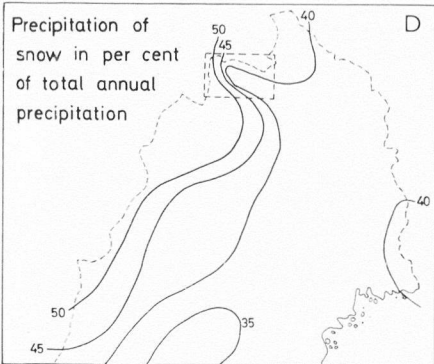 Precipitation of
snow in per cent
of total annual
precipitation
D
50
45
40
40
50
45
35